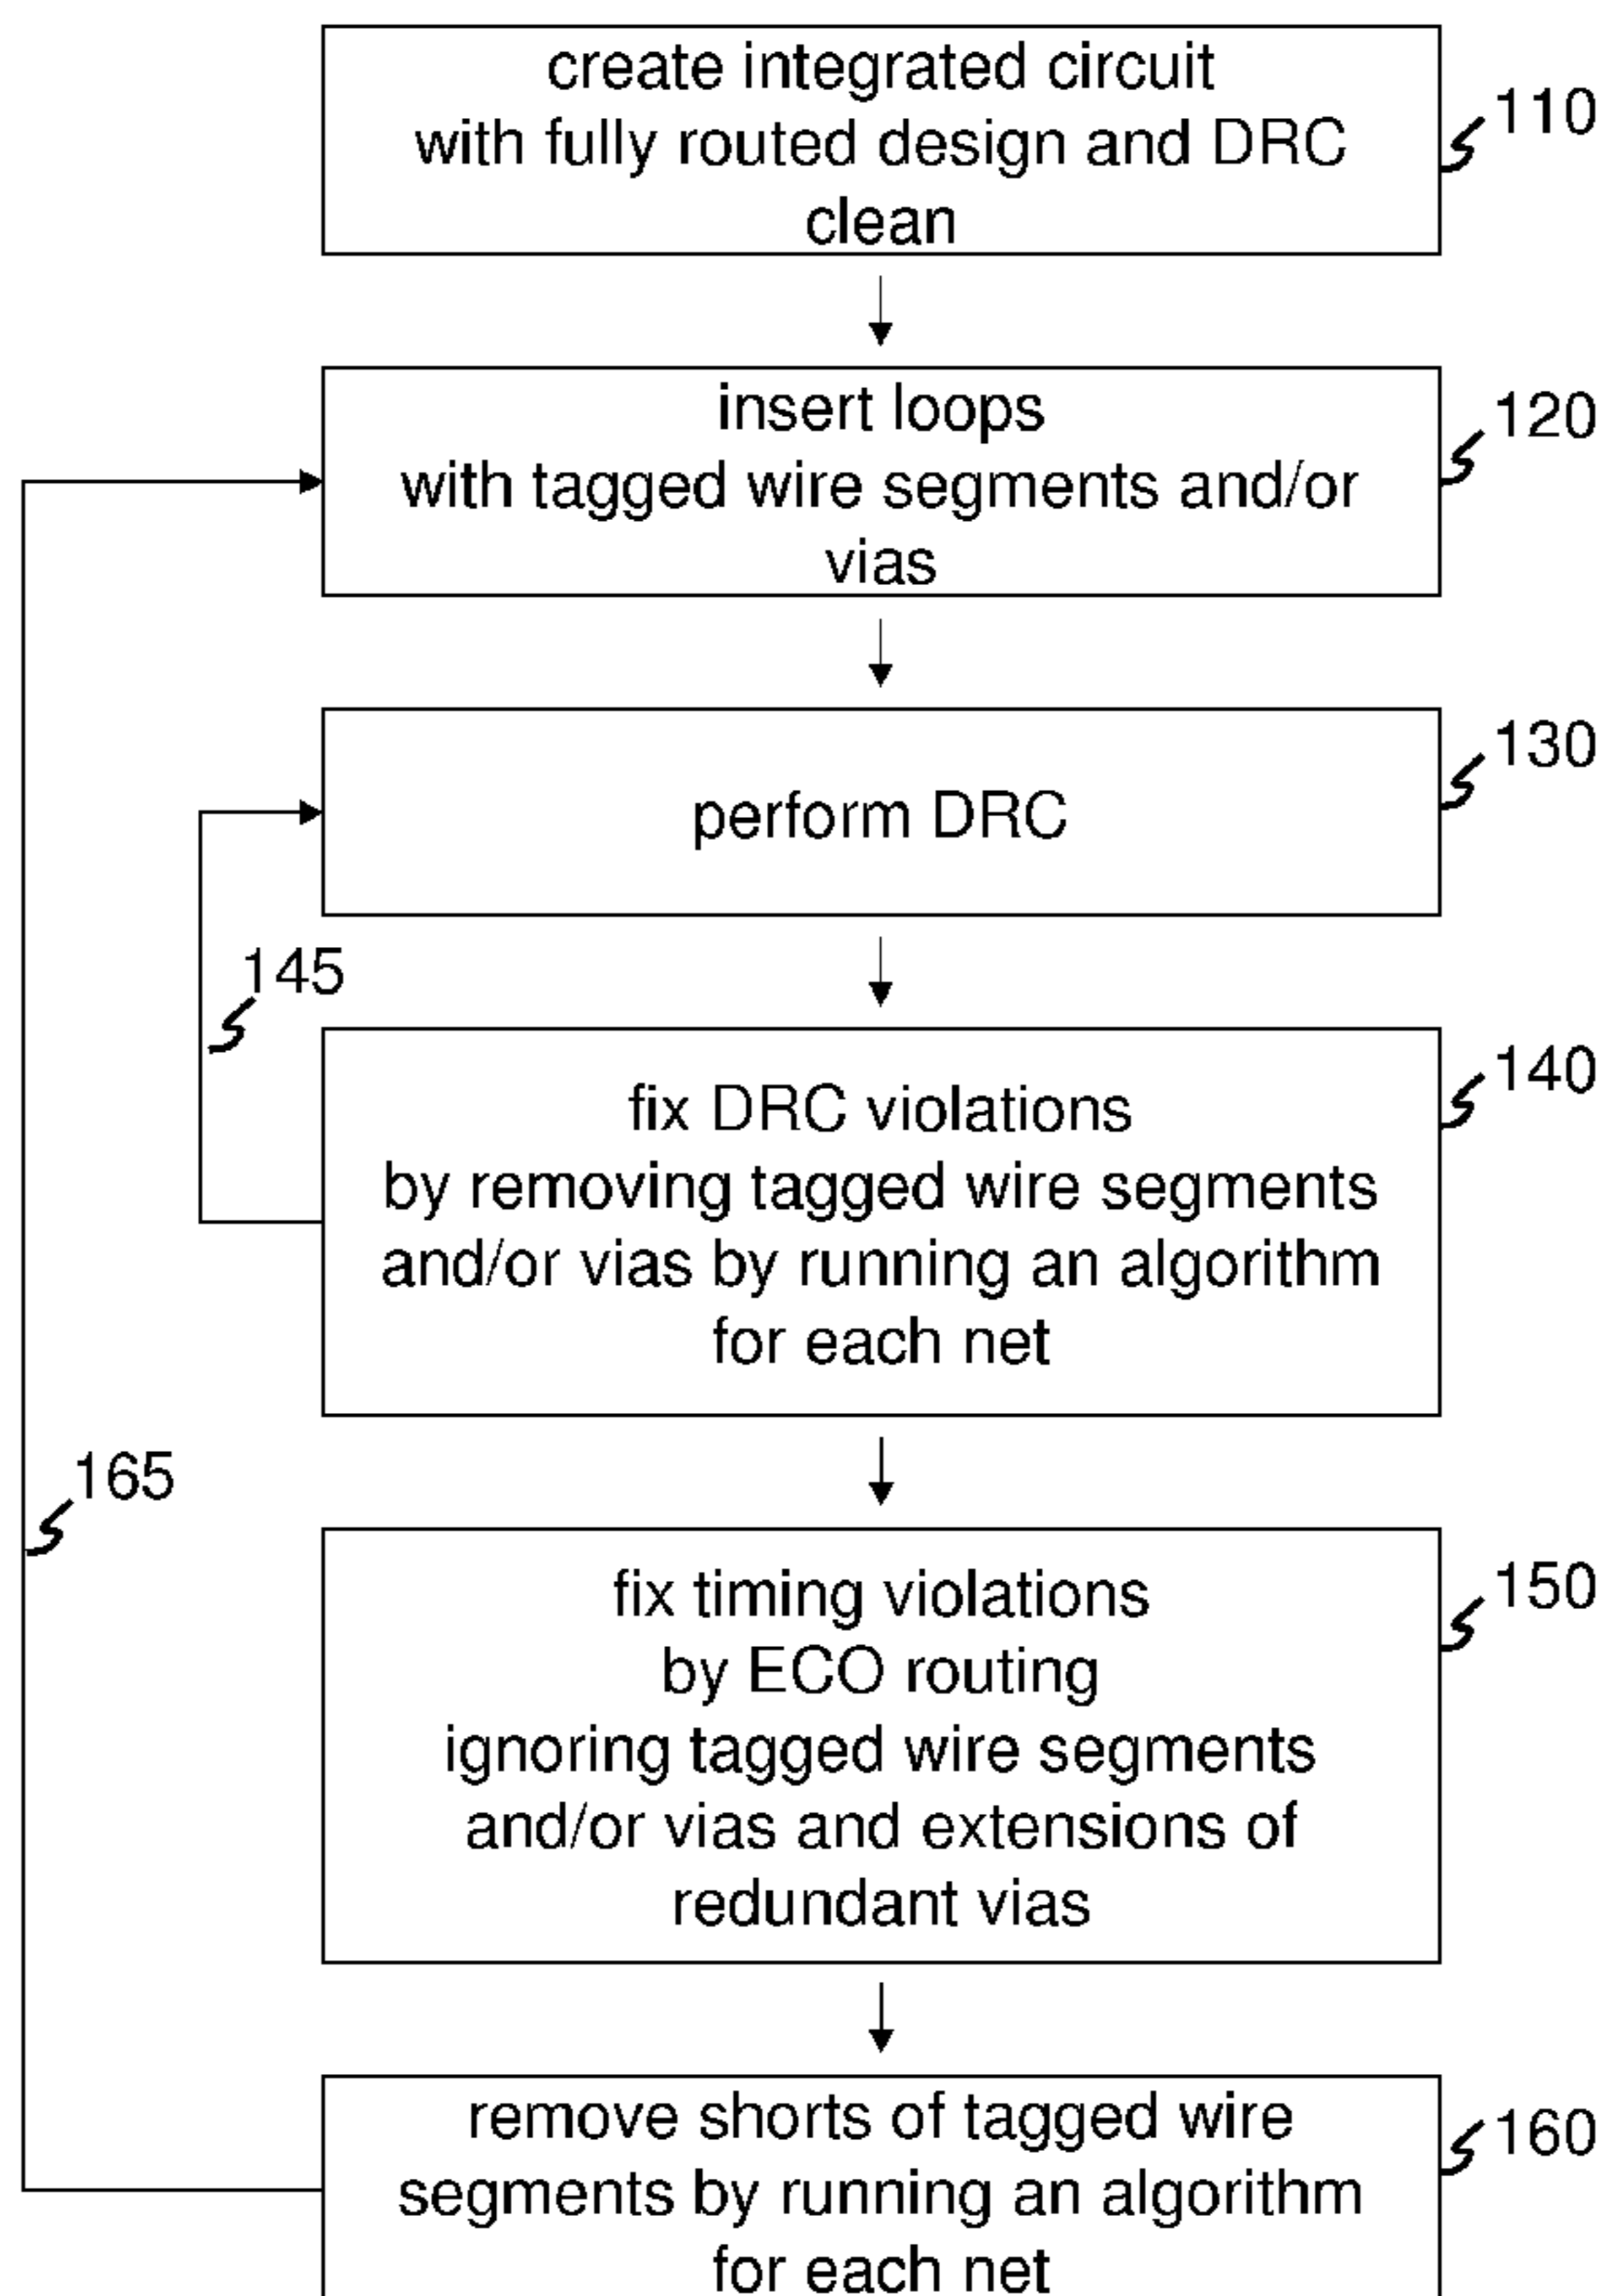 create integrated circuit
with fully routed design and DRC
clean
110
insert loops
with tagged wire segments and/or
vias
120
perform DRC
130
145
fix DRC violations
by removing tagged wire segments
and/or vias by running an algorithm
for each net
140
165
fix timing violations
by ECO routing
ignoring tagged wire segments
and/or vias and extensions of
redundant vias
150
remove shorts of tagged wire
segments by running an algorithm
for each net
160